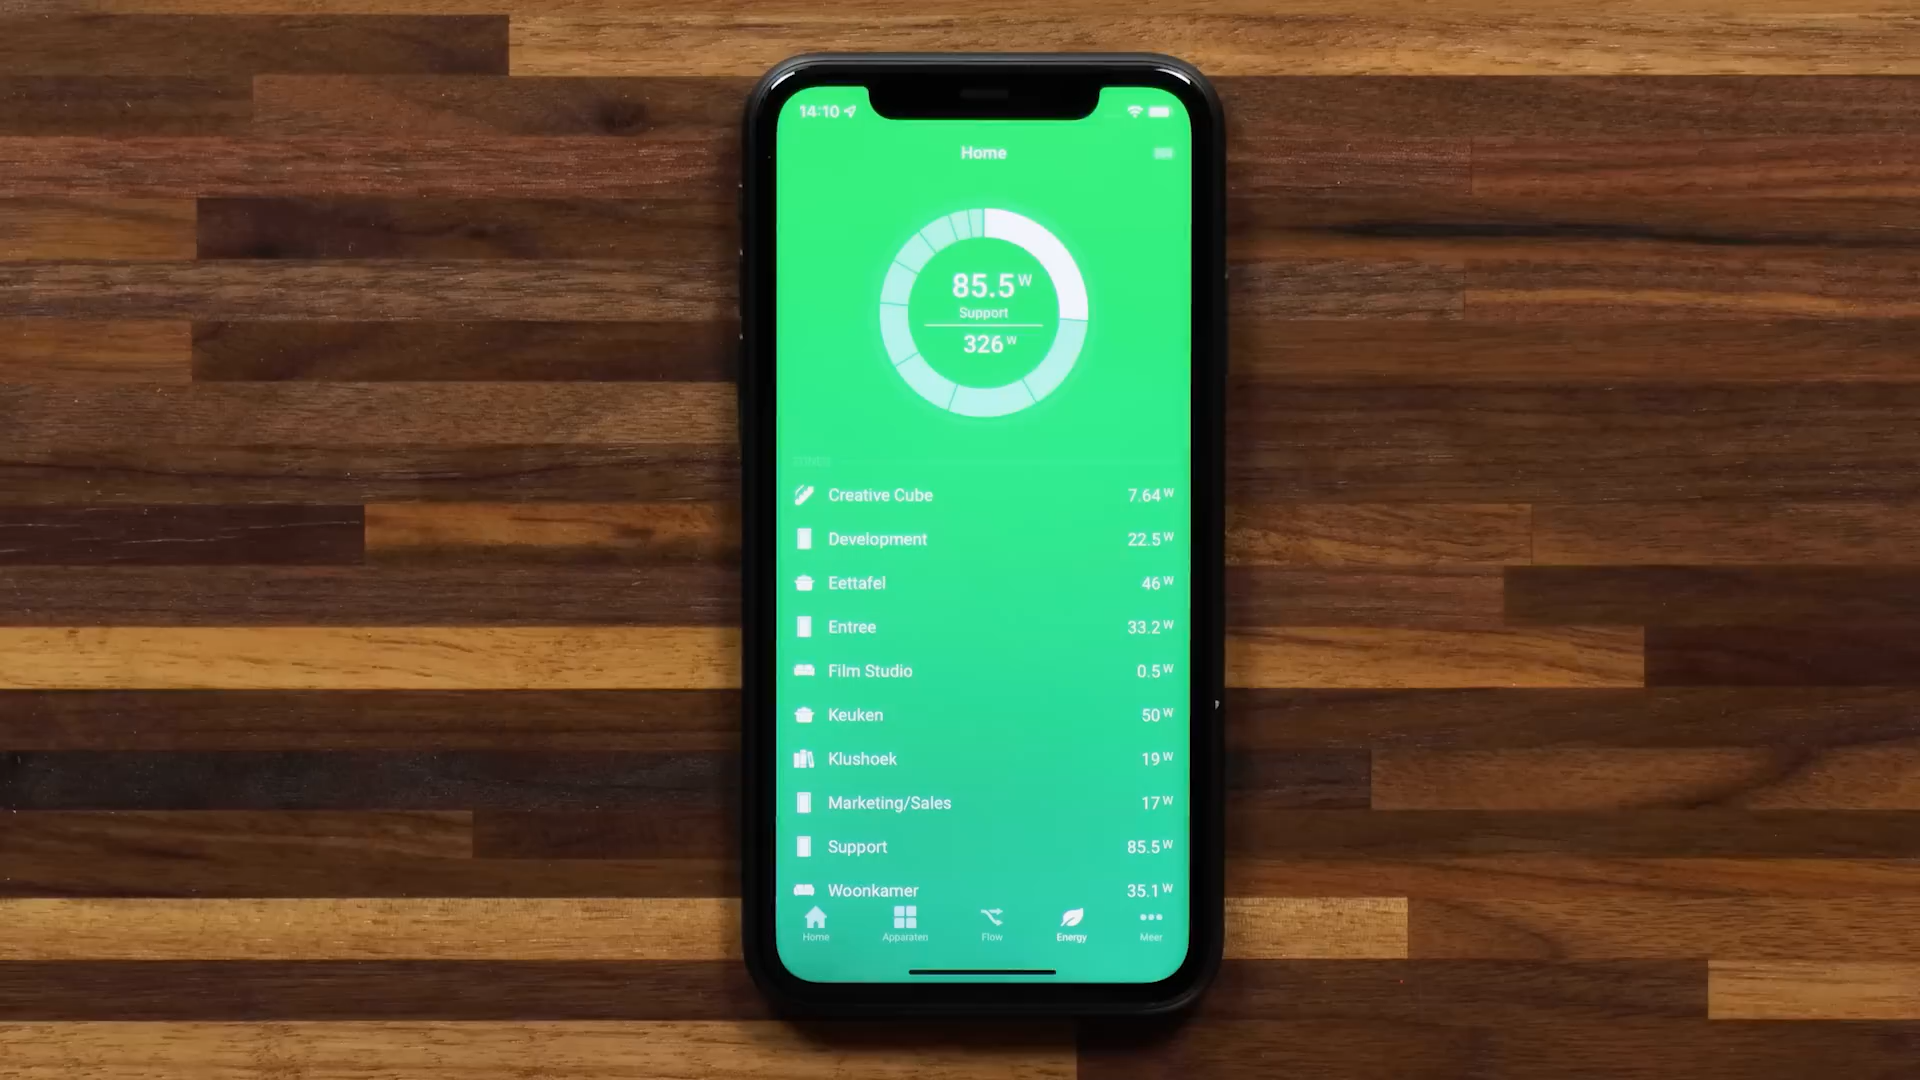 14:10
Home
85.5 W
Support
326 W
Creative Cube 7.64 W
Development 22.5 W
Eettafel 46 W
Entree 33.2 W
Film Studio 0.5 W
Keuken 50 W
Klushoek 19 W
Marketing/Sales 17 W
Support 85.5 W
Woonkamer 35.1 W
Home Apparaten Flow Energy Meer